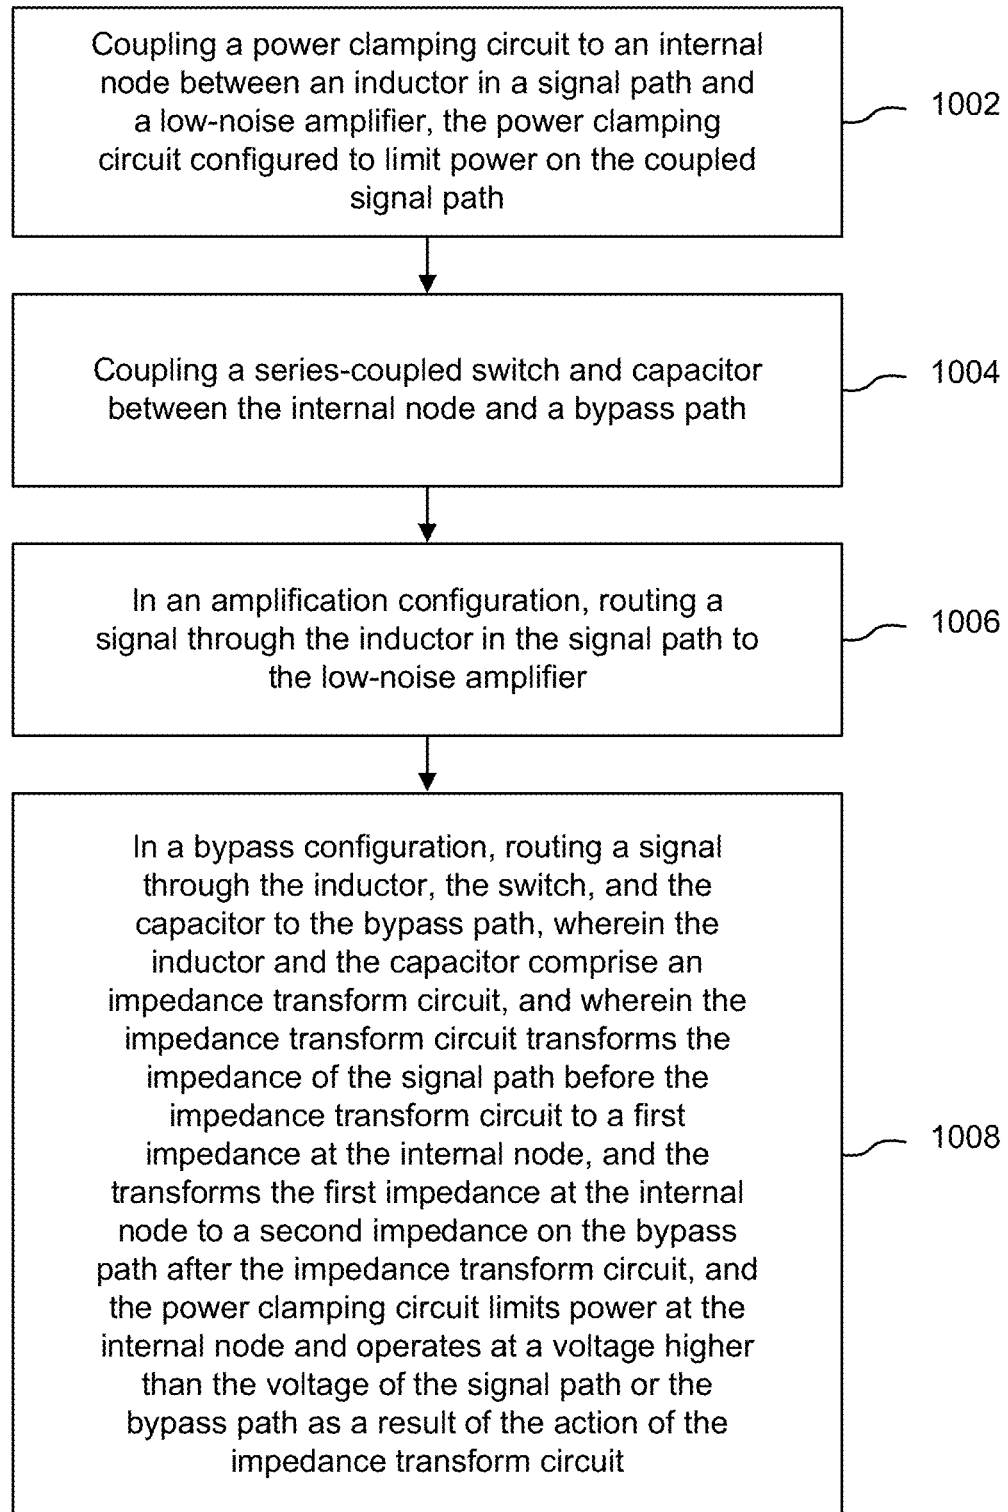 Coupling a power clamping circuit to an internal
node between an inductor in a signal path and
a low-noise amplifier, the power clamping
circuit configured to limit power on the coupled
signal path
1002
Coupling a series-coupled switch and capacitor
between the internal node and a bypass path
1004
In an amplification configuration, routing a
signal through the inductor in the signal path to
the low-noise amplifier
1006
In a bypass configuration, routing a signal
through the inductor, the switch, and the
capacitor to the bypass path, wherein the
inductor and the capacitor comprise an
impedance transform circuit, and wherein the
impedance transform circuit transforms the
impedance of the signal path before the
impedance transform circuit to a first
impedance at the internal node, and the
transforms the first impedance at the internal
node to a second impedance on the bypass
path after the impedance transform circuit, and
the power clamping circuit limits power at the
internal node and operates at a voltage higher
than the voltage of the signal path or the
bypass path as a result of the action of the
impedance transform circuit
1008